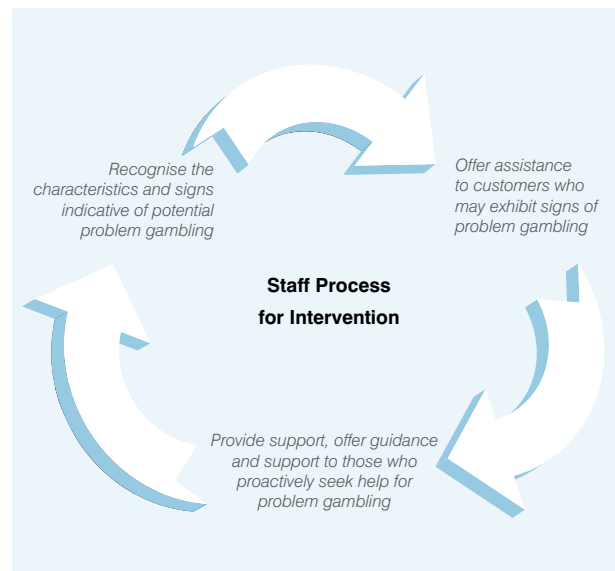 Recognise the
characteristics and signs
indicative of potential
problem gambling
Offer assistance
to customers who
may exhibit signs of
problem gambling
Staff Process
for Intervention
Provide support, offer guidance
and support to those who
proactively seek help for
problem gambling